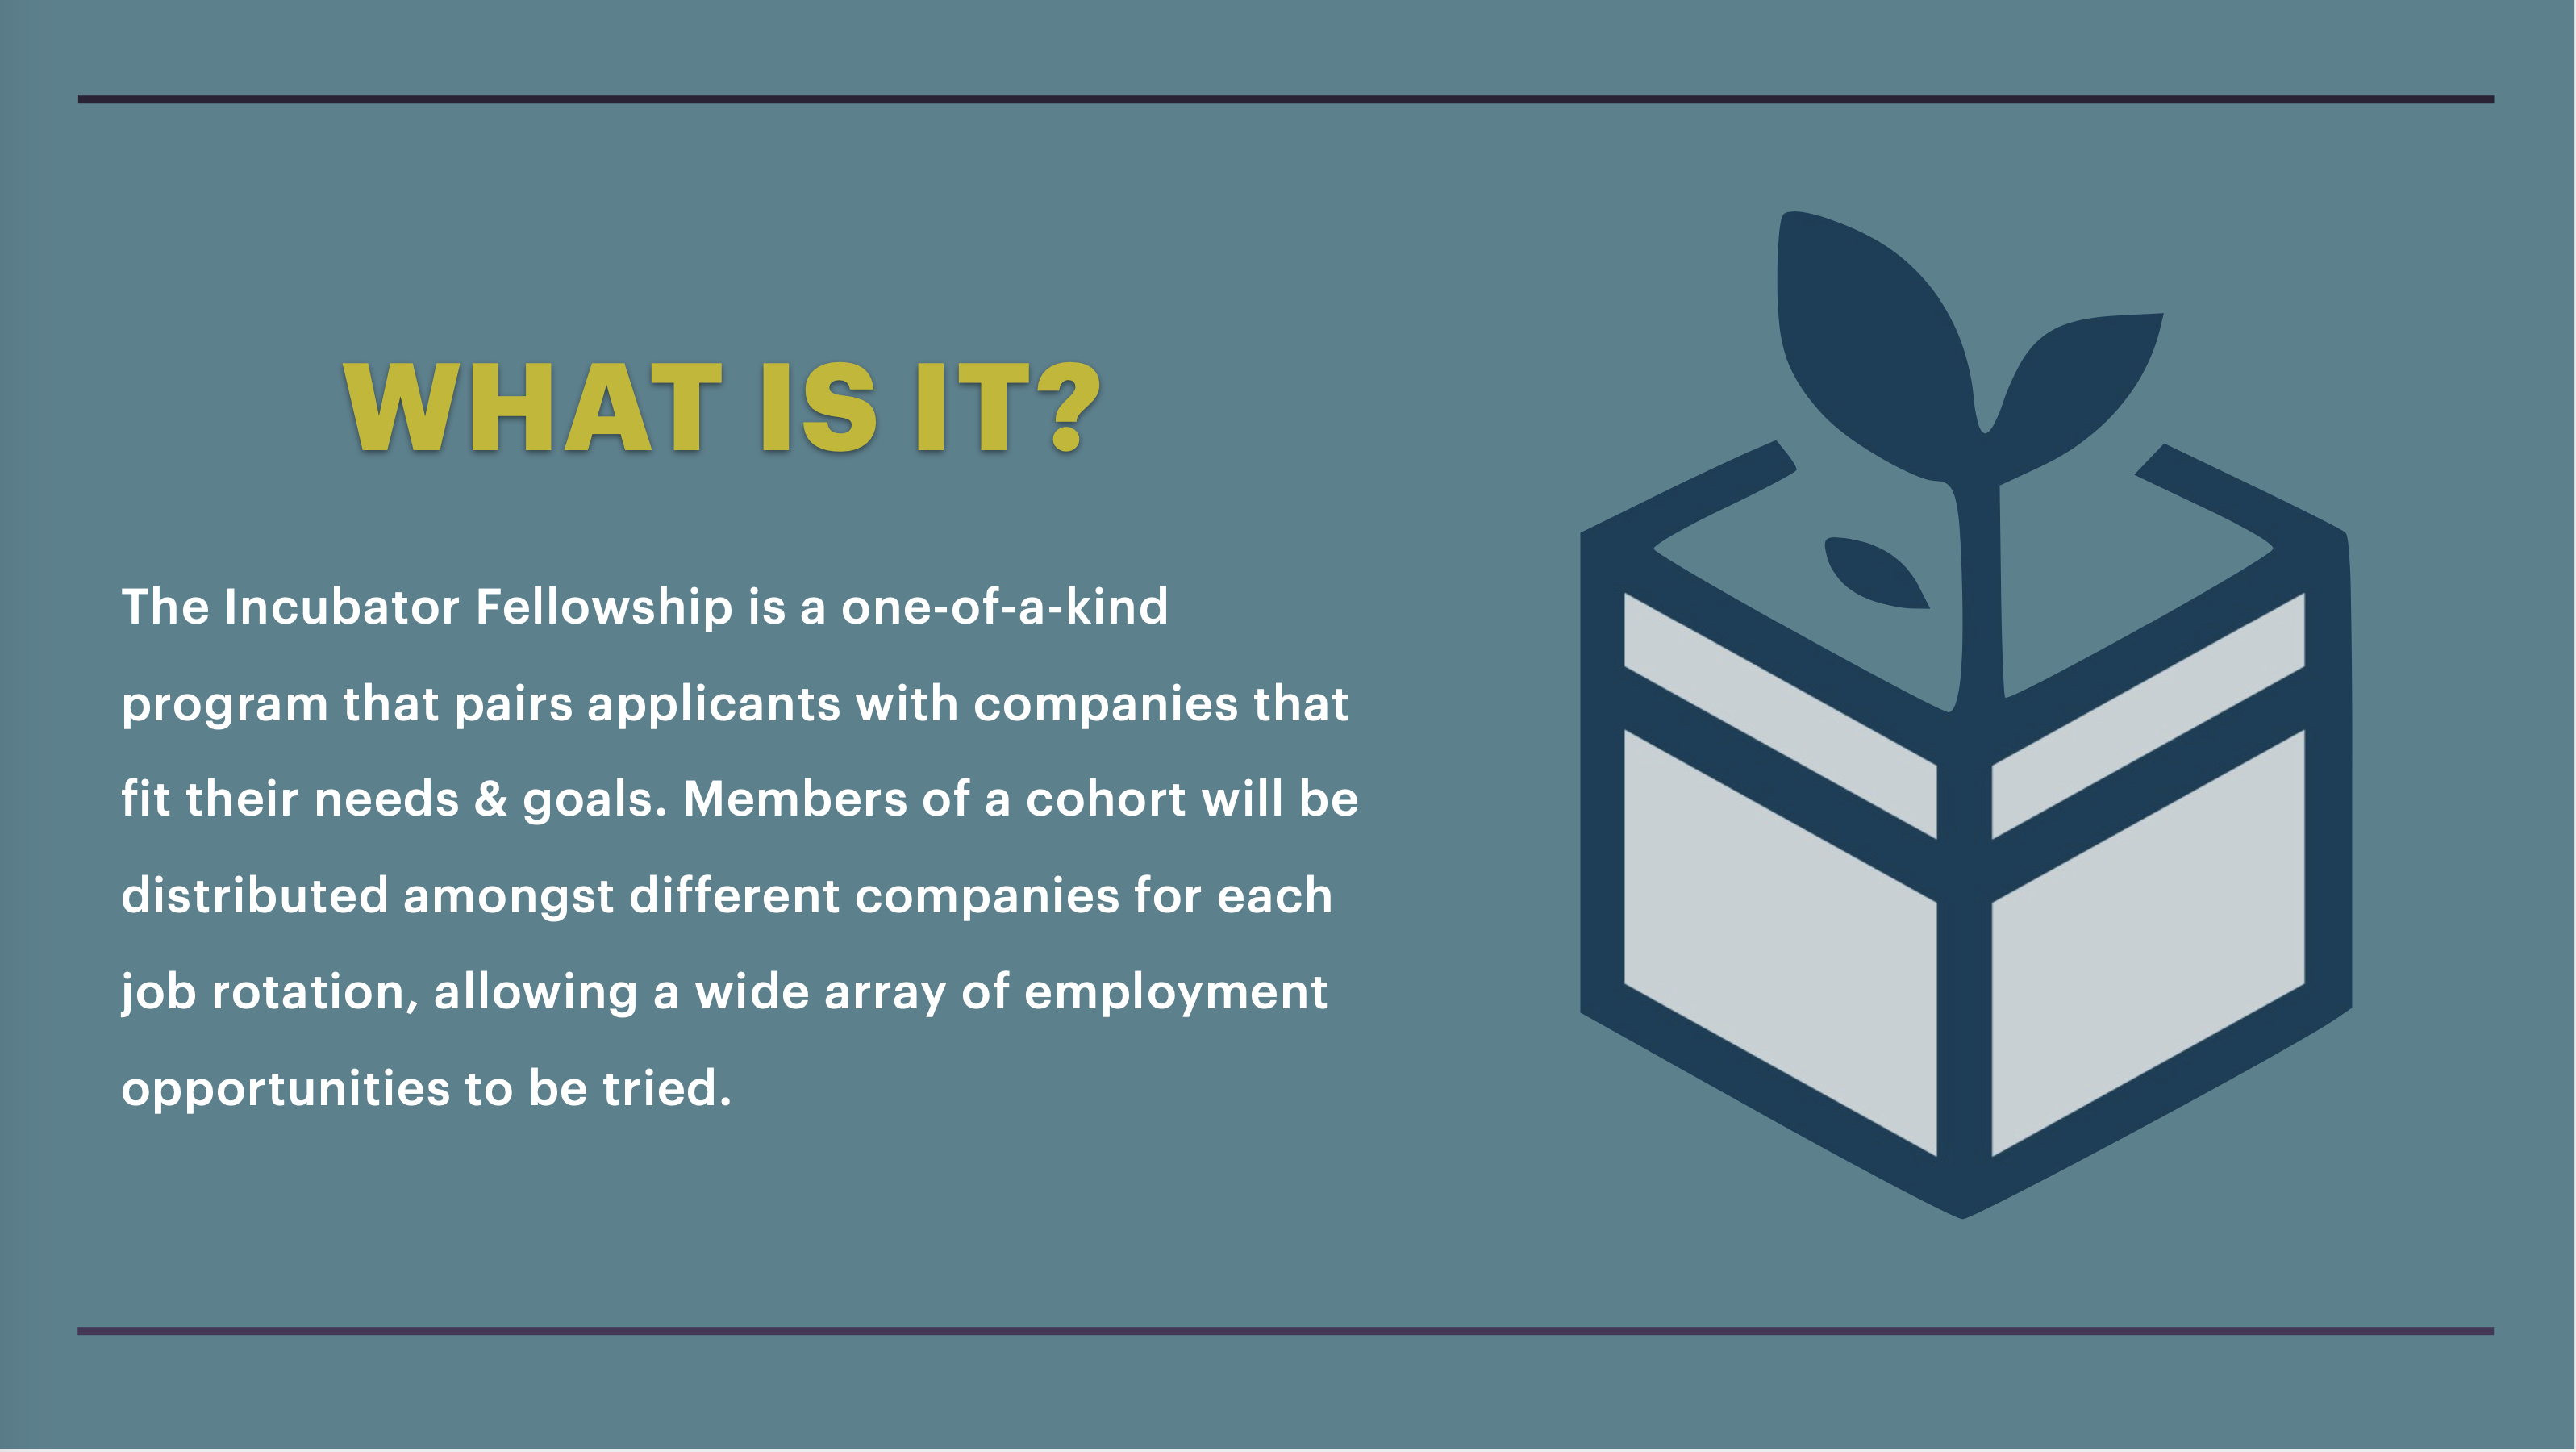 WHAT IS IT?
The Incubator Fellowship is a one-of-a-kind
program that pairs applicants with companies that
fit their needs & goals. Members of a cohort will be
distributed amongst different companies for each
job rotation, allowing a wide array of employment
opportunities to be tried.